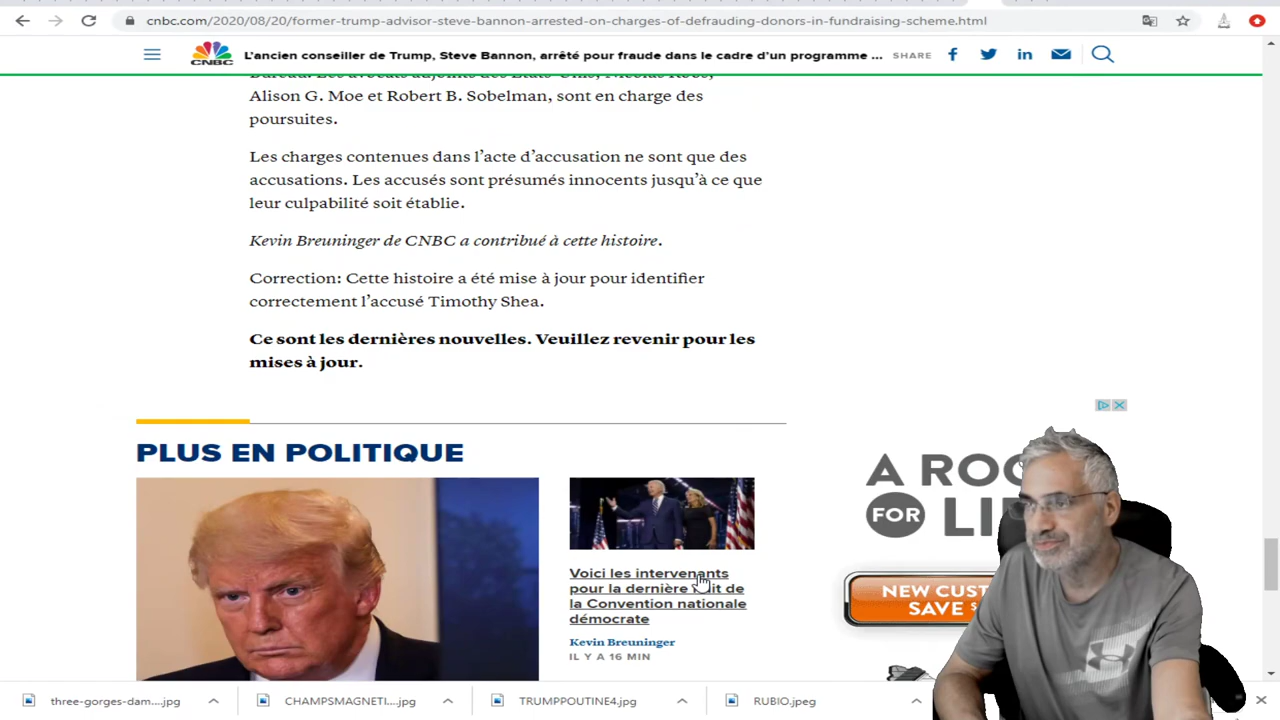 cnbc.com/2020/08/20/former-trump-advisor-steve-bannon-arrested-on-charges-of-defrauding-donors-in-fundraising-scheme.html
CNBC
L'ancien conseiller de Trump, Steve Bannon, arrêté pour fraude dans le cadre d'un programme ...
SHARE
Alison G. Moe et Robert B. Sobelman, sont en charge des
poursuites.
Les charges contenues dans l'acte d'accusation ne sont que des
accusations. Les accusés sont présumés innocents jusqu'à ce que
leur culpabilité soit établie.
Kevin Breuninger de CNBC a contribué à cette histoire.
Correction: Cette histoire a été mise à jour pour identifier
correctement l'accusé Timothy Shea.
Ce sont les dernières nouvelles. Veuillez revenir pour les
mises à jour.
PLUS EN POLITIQUE
Voici les intervenants
pour la dernière nuit de
la Convention nationale
démocrate
Kevin Breuninger
IL Y A 16 MIN
A
FOR
NEW
SAVE
three-gorges-dam....jpg
CHAMPSMAGNETI....jpg
TRUMPPOUTINE4.jpg
RUBIO.jpeg